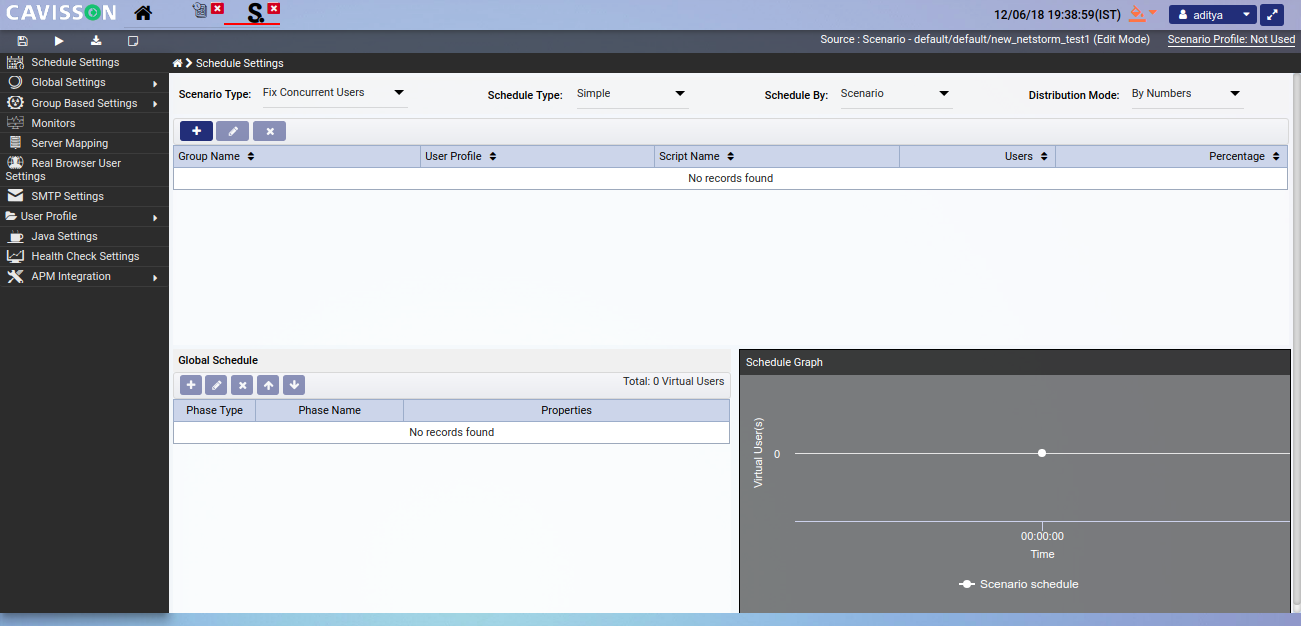 CAVISSON
S.
12/06/18 19:38:59(IST)
aditya
Source : Scenario - default/default/new_netstorm_test1 (Edit Mode)
Scenario Profile: Not Used
Schedule Settings
Global Settings
Group Based Settings
Monitors
Server Mapping
Real Browser User
Settings
SMTP Settings
User Profile
Java Settings
Health Check Settings
APM Integration
Schedule Settings
Scenario Type: Fix Concurrent Users
Schedule Type: Simple
Schedule By: Scenario
Distribution Mode: By Numbers
Group Name User Profile Script Name Users Percentage
No records found
Global Schedule
Total: 0 Virtual Users
Phase Type Phase Name Properties
No records found
Schedule Graph
Virtual User(s)
0
00:00:00
Time
Scenario schedule